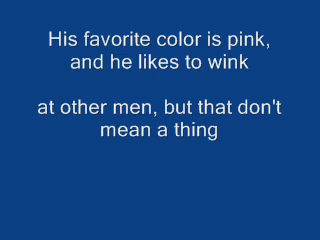 His favorite color is pink,
and he likes to wink
at other men, but that don't
mean a thing